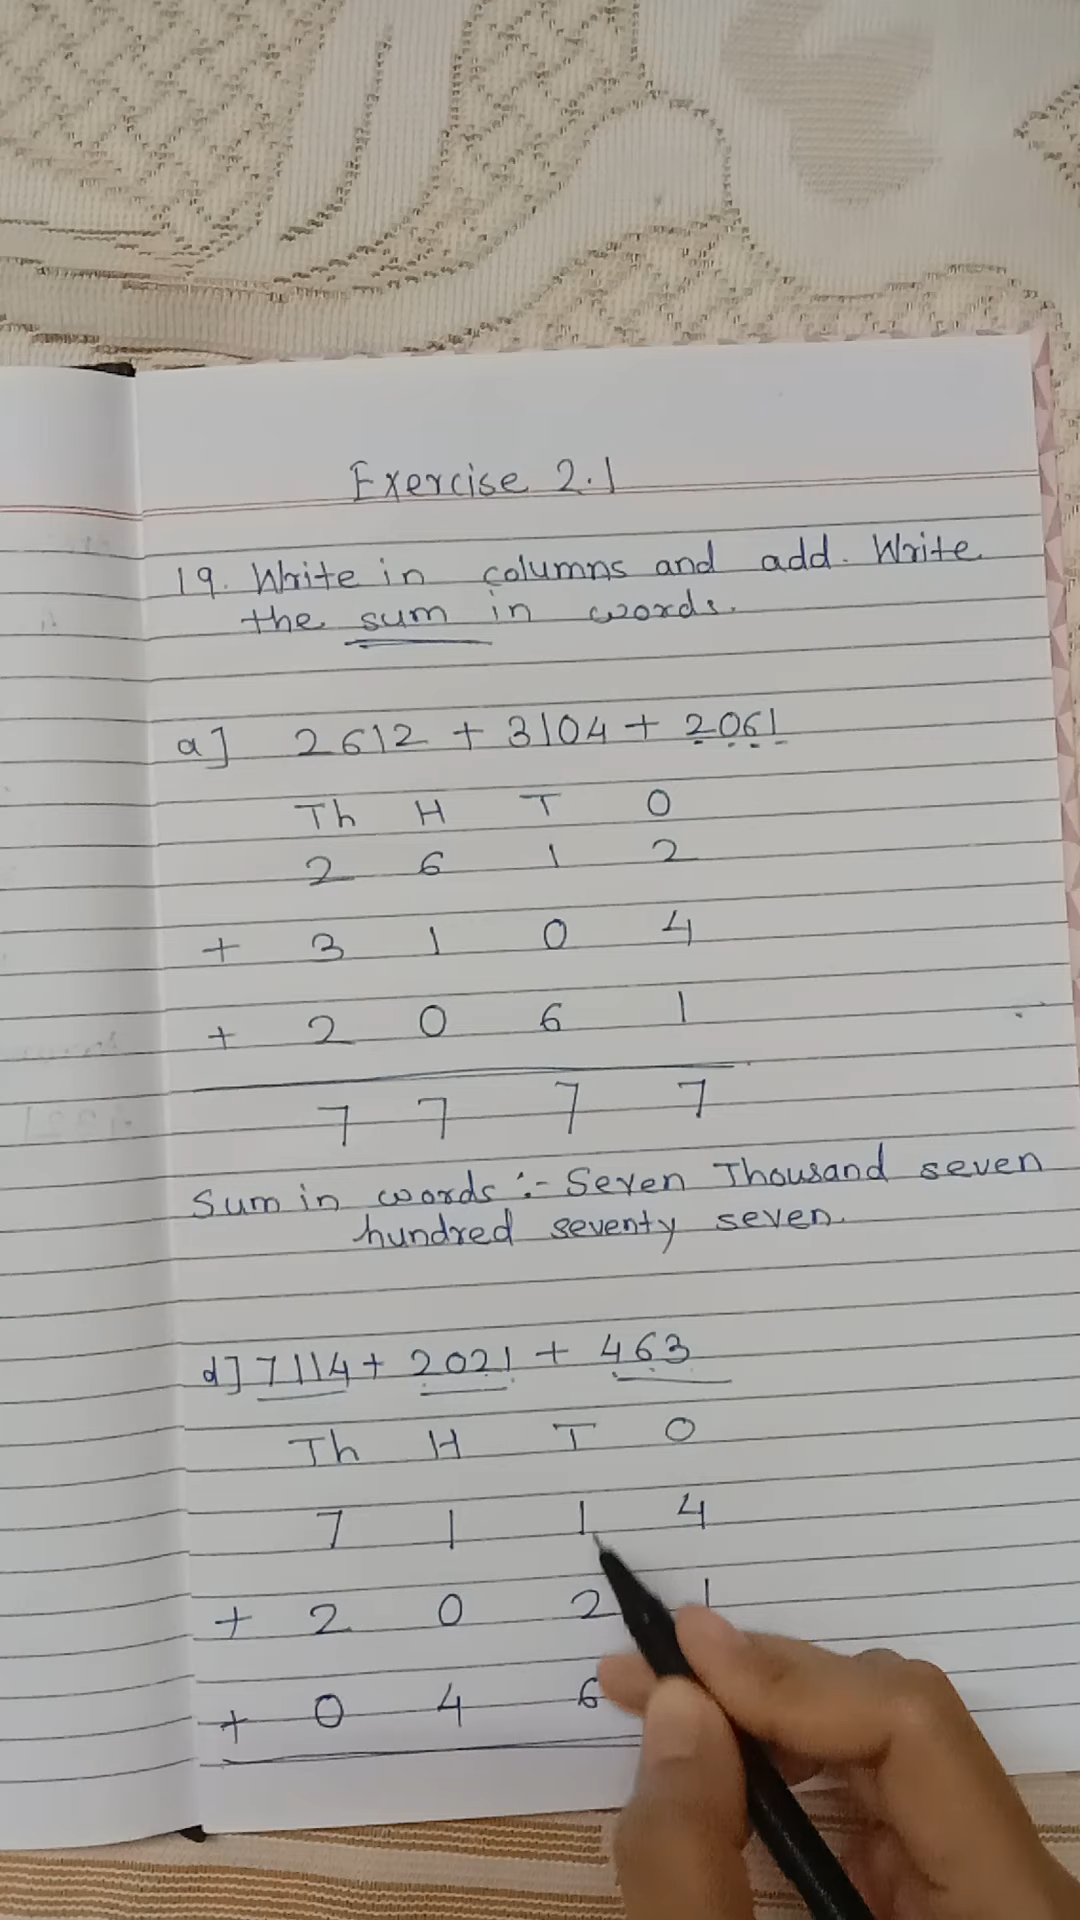 Exercise 2.1
19. Write in columns and add. Write
the sum in words.
a] 2612 + 3104 + 2061
Th H T O
2 6 1 2
+ 3 1 0 4
+ 2 0 6 1
7 7 7 7
Sum in words :- Seven Thousand seven
hundred seventy seven.
d] 7114 + 2021 + 463
Th H T O
7 1 1 4
+ 2 0 2 1
+ 0 4 6